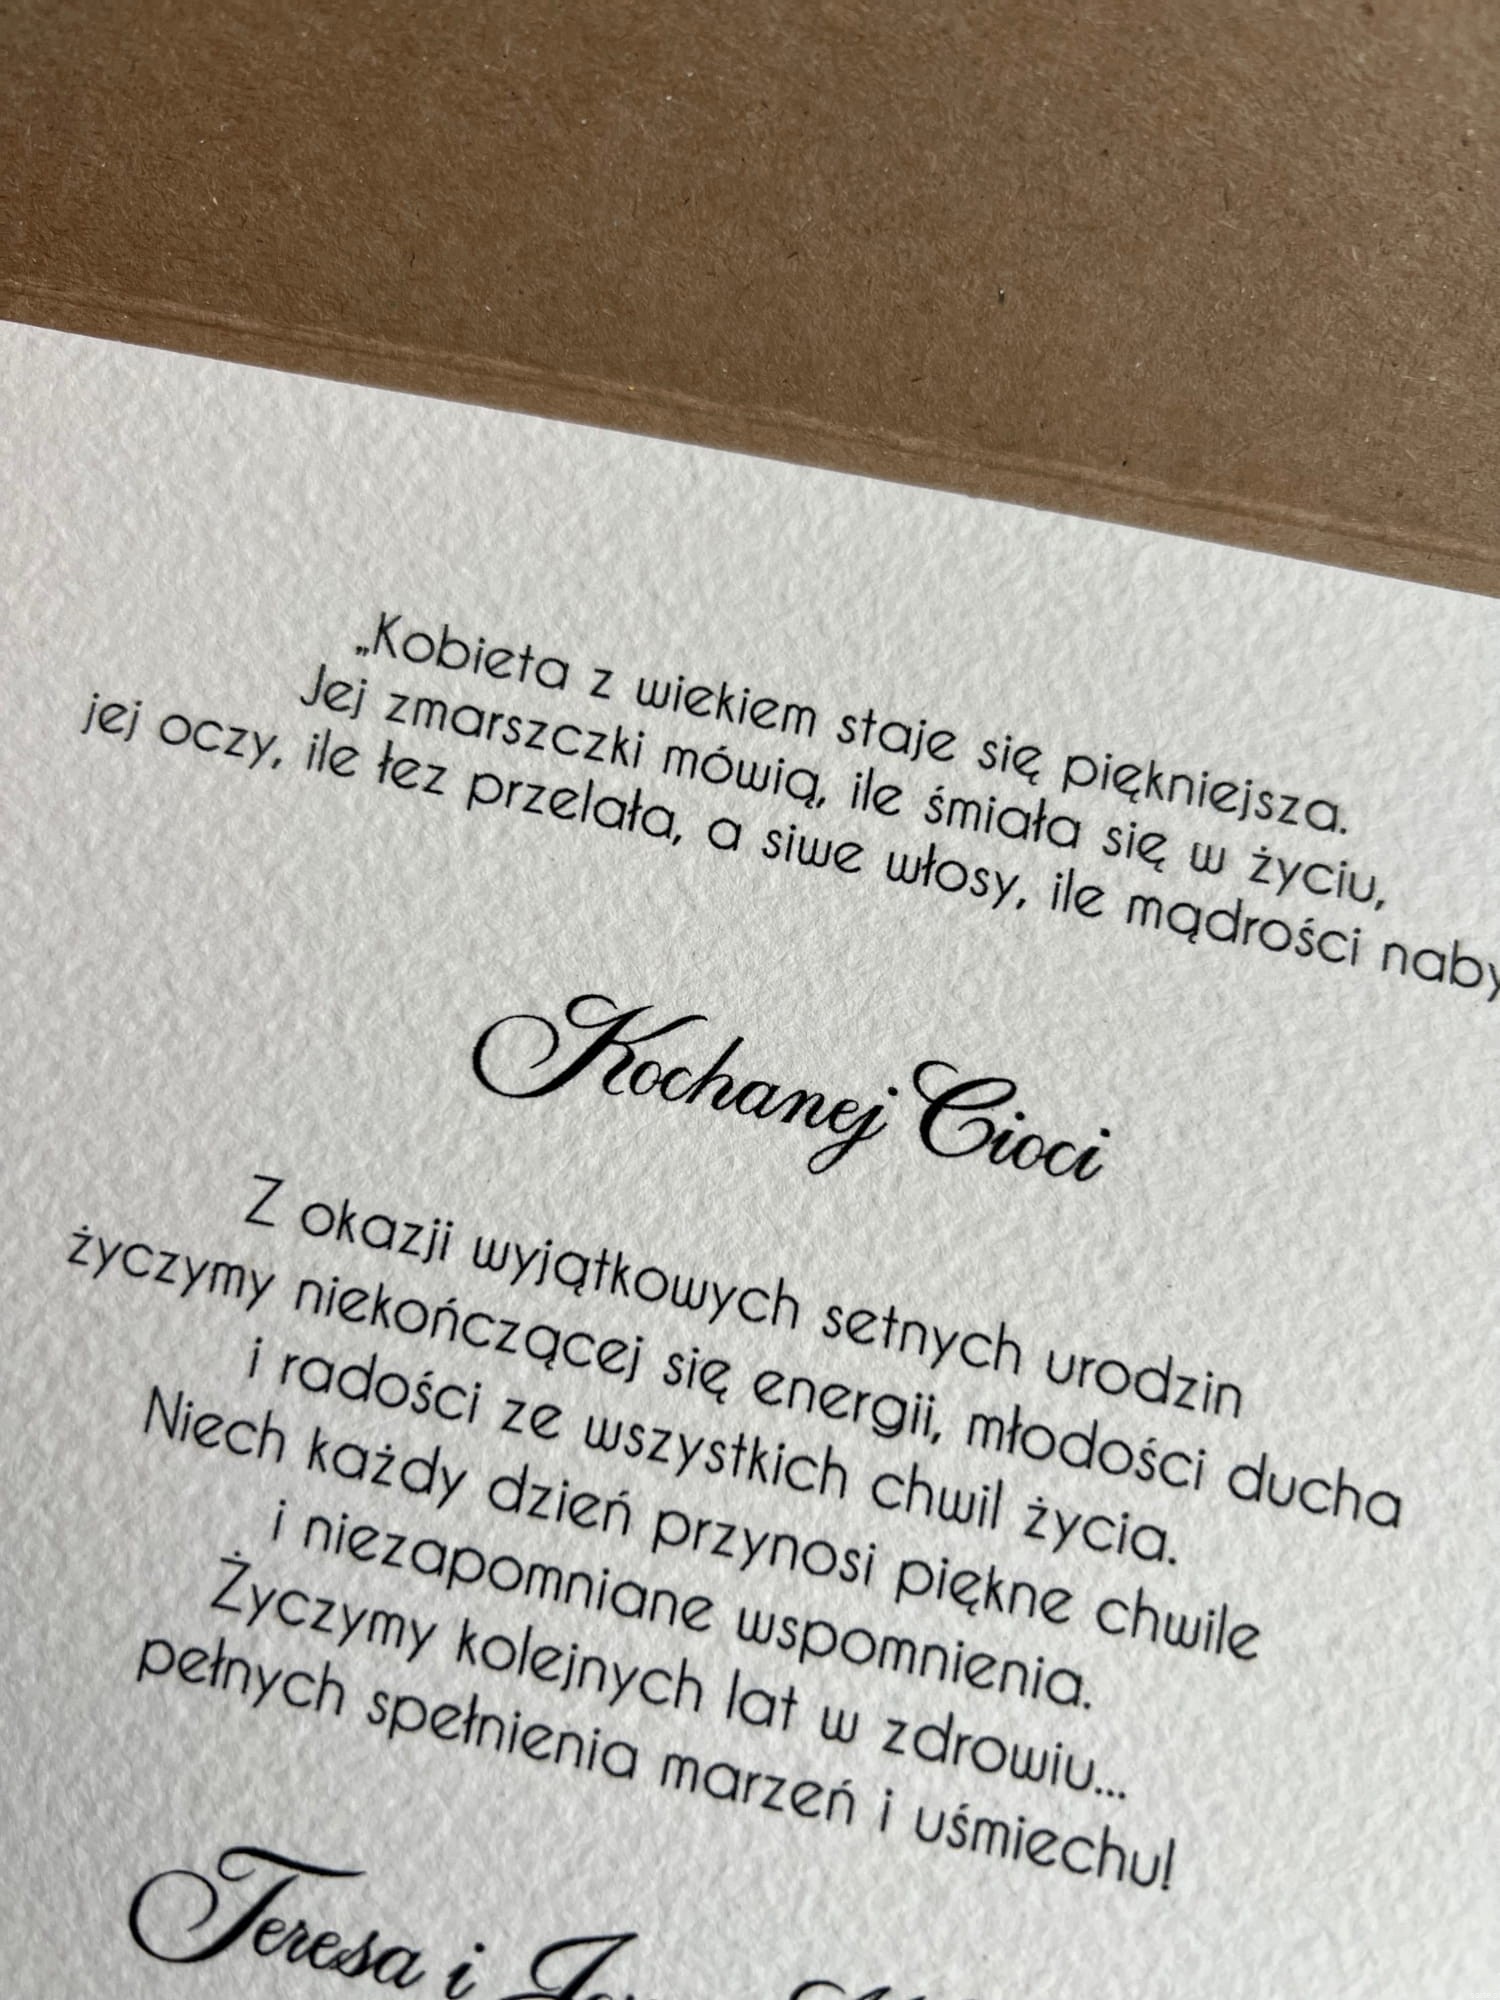 „Kobieta z wiekiem staje się piękniejsza.
Jej zmarszczki mówią, ile śmiała się w życiu,
jej oczy, ile łez przelała, a siwe włosy, ile mądrości
Kochanej Cioci
Z okazji wyjątkowych setnych urodzin
życzymy niekończącej się energii, młodości ducha
i radości ze wszystkich chwil życia.
Niech każdy dzień przynosi piękne chwile
i niezapomniane wspomnienia.
Życzymy kolejnych lat w zdrowiu...
pełnych spełnienia marzeń i uśmiechu!
Teresa i